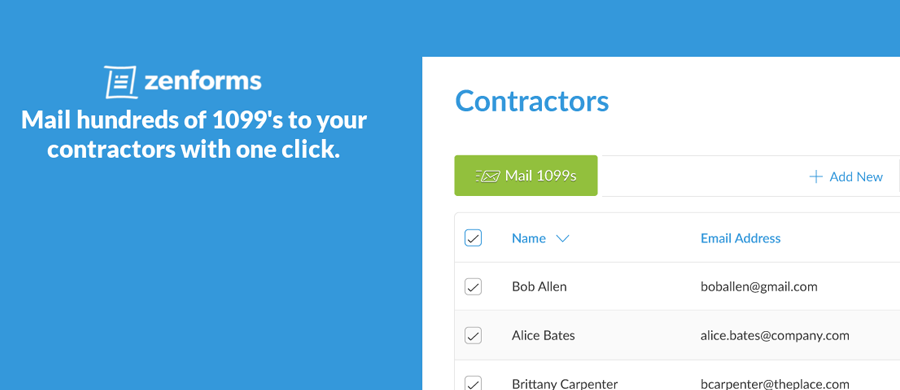 zenforms
Mail hundreds of 1099's to your
contractors with one click.
Contractors
Mail 1099s
Add New
Name
Email Address
Bob Allen
boballen@gmail.com
Alice Bates
alice.bates@company.com
Brittany Carpenter
bcarpenter@theplace.com